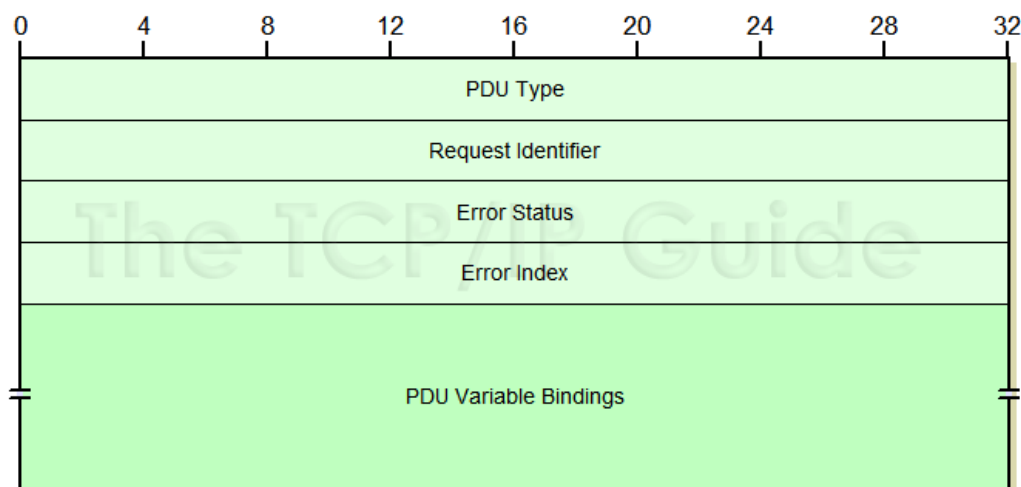 0 4 8 12 16 20 24 28 32
PDU Type
Request Identifier
Error Status
The TCP/IP Guide
Error Index
PDU Variable Bindings